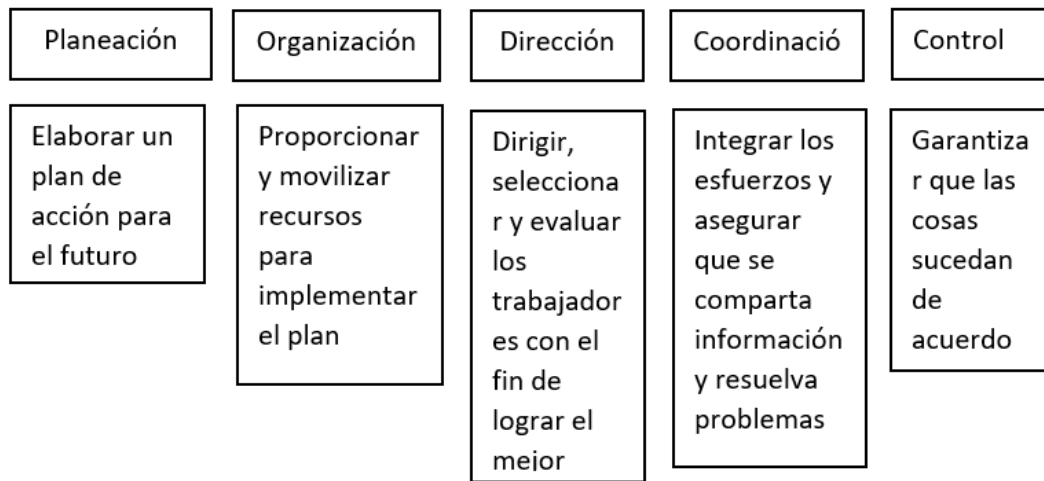 Planeación
Organización
Dirección
Coordinació
Control
Elaborar un
plan de
acción para
el futuro
Proporcionar
y movilizar
recursos
para
implementar
el plan
Dirigir,
selecciona
r y evaluar
los
trabajador
es con el
fin de
lograr el
mejor
Integrar los
esfuerzos y
asegurar
que se
comparta
información
y resuelva
problemas
Garantiza
r que las
cosas
sucedan
de
acuerdo